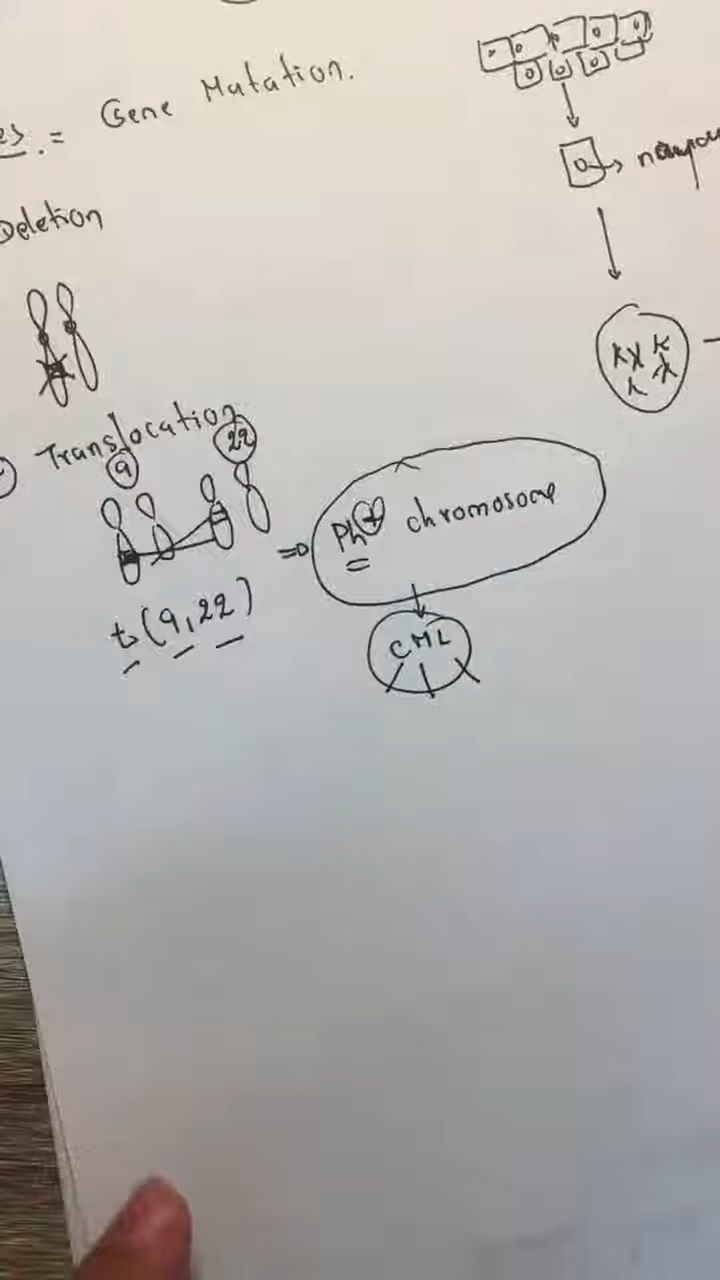 = Gene Mutation.
Deletion
Translocation
9
22
t(9,22)
⇒ Ph⊕ chromosome
CML